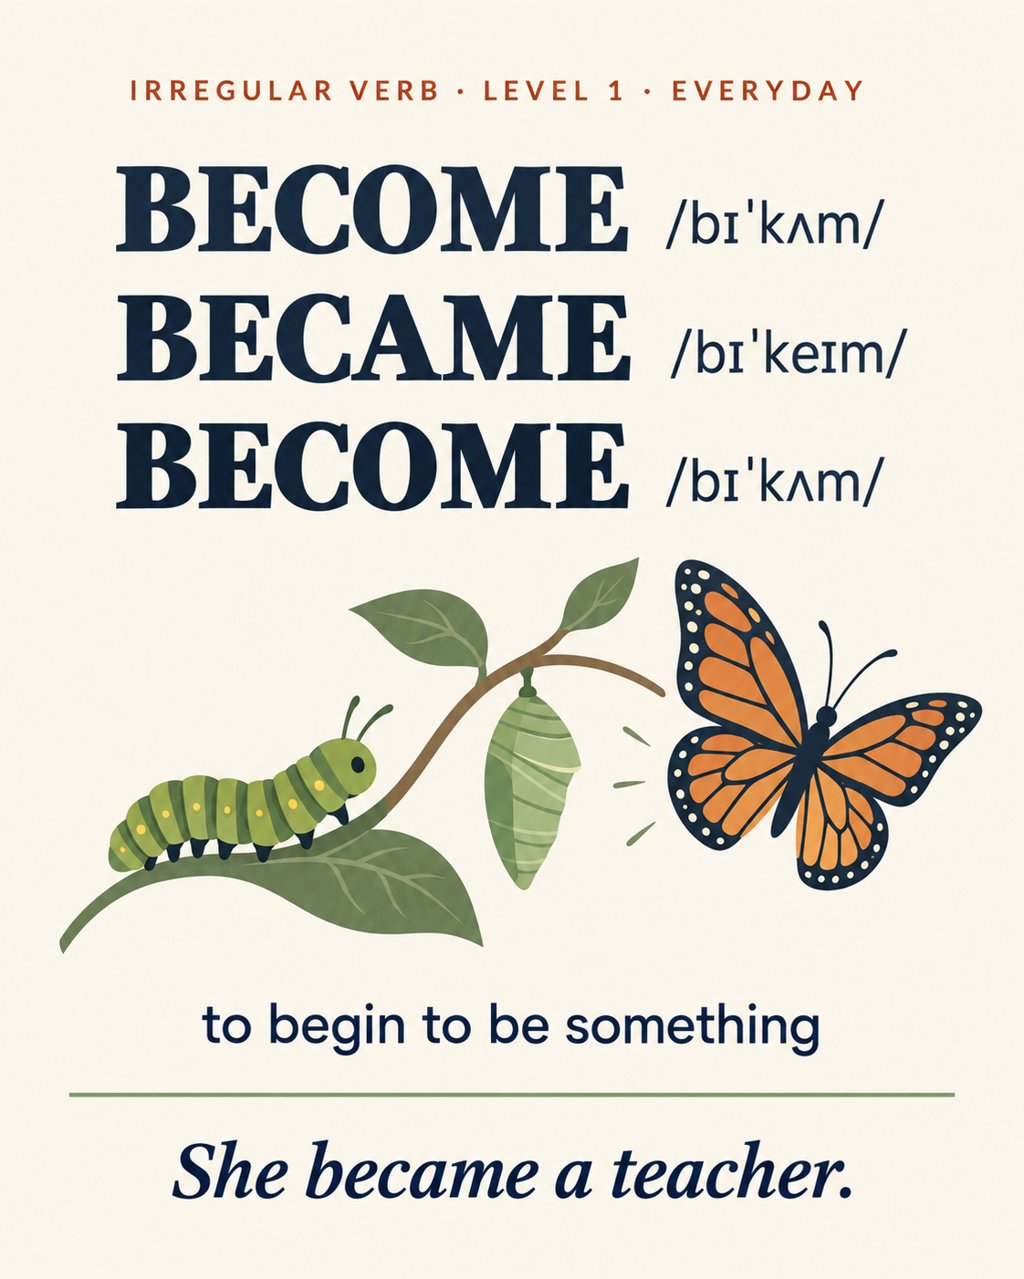 IRREGULAR VERB · LEVEL 1 · EVERYDAY
BECOME /bɪˈkʌm/
BECAME /bɪˈkeɪm/
BECOME /bɪˈkʌm/
to begin to be something
She became a teacher.